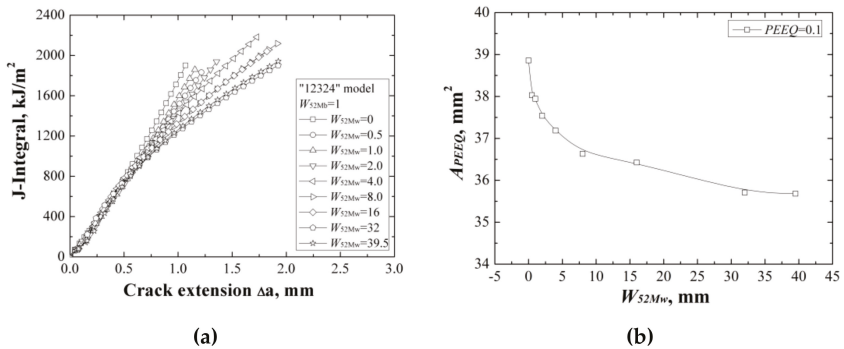 (a)
2400
2000
1600
1200
800
400
0
J-Integral, kJ/m²
0.0 0.5 1.0 1.5 2.0 2.5 3.0
Crack extension Δa, mm
"12324" model
W52Mb=1
W52Mw=0
W52Mw=0.5
W52Mw=1.0
W52Mw=2.0
W52Mw=4.0
W52Mw=8.0
W52Mw=16
W52Mw=32
W52Mw=39.5
(a)
b)
40
39
38
37
36
35
34
APEEQ, mm²
-5 0 5 10 15 20 25 30 35 40 45
W52Mw, mm
PEEQ=0.1
(b)